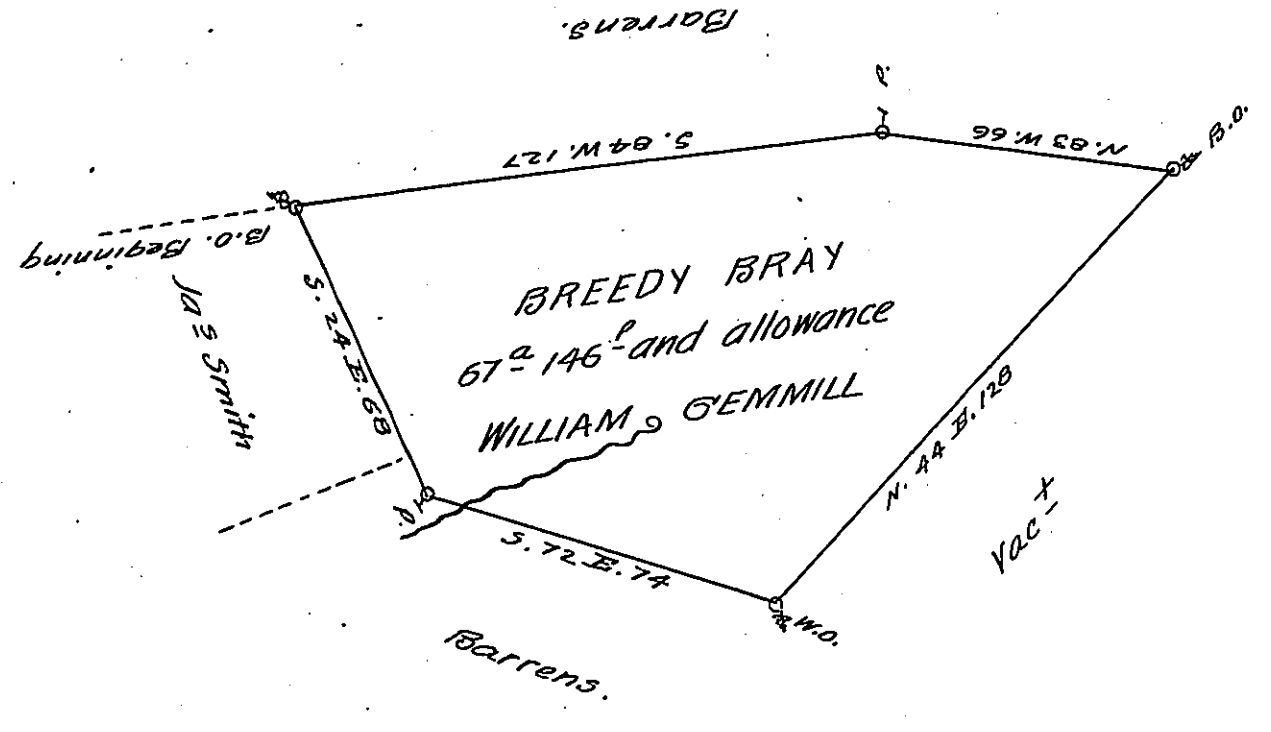 Barrens.
P.
B.O.
N. 83 W. 66
S. 84 W. 127
B.O. Beginning
Jas Smith
S. 24 E. 68
BREEDY BRAY
67a 146p and allowance
WILLIAM GEMMILL
N. 44 E. 128
Vact
P.
S. 72 E. 74
W.O.
Barrens.